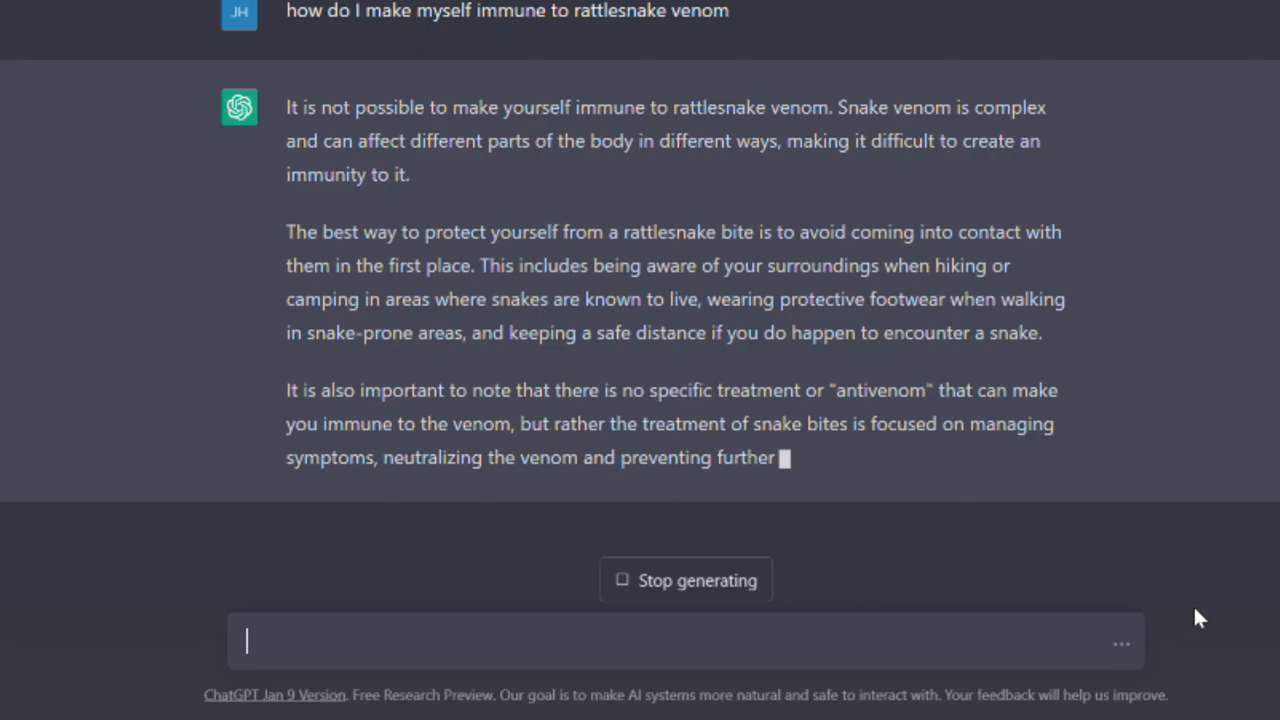 JH how do I make myself immune to rattlesnake venom
It is not possible to make yourself immune to rattlesnake venom. Snake venom is complex
and can affect different parts of the body in different ways, making it difficult to create an
immunity to it.
The best way to protect yourself from a rattlesnake bite is to avoid coming into contact with
them in the first place. This includes being aware of your surroundings when hiking or
camping in areas where snakes are known to live, wearing protective footwear when walking
in snake-prone areas, and keeping a safe distance if you do happen to encounter a snake.
It is also important to note that there is no specific treatment or "antivenom" that can make
you immune to the venom, but rather the treatment of snake bites is focused on managing
symptoms, neutralizing the venom and preventing further
Stop generating
ChatGPT Jan 9 Version. Free Research Preview. Our goal is to make AI systems more natural and safe to interact with. Your feedback will help us improve.